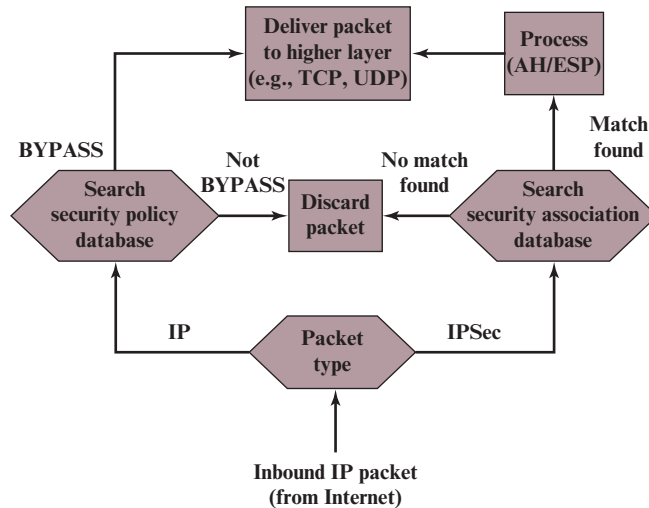 Deliver packet
to higher layer
(e.g., TCP, UDP)
Process
(AH/ESP)
BYPASS
Not
BYPASS
No match
found
Match
found
Search
security policy
database
Discard
packet
Search
security association
database
IP
Packet
type
IPSec
Inbound IP packet
(from Internet)